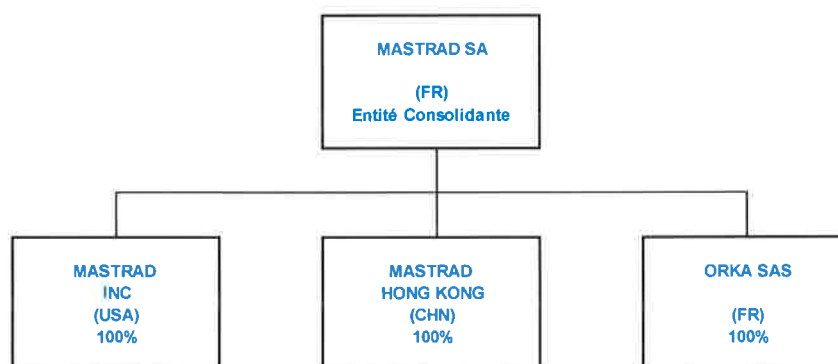 MASTRAD SA
(FR)
Entité Consolidante
MASTRAD
INC
(USA)
100%
MASTRAD
HONG KONG
(CHN)
100%
ORKA SAS
(FR)
100%